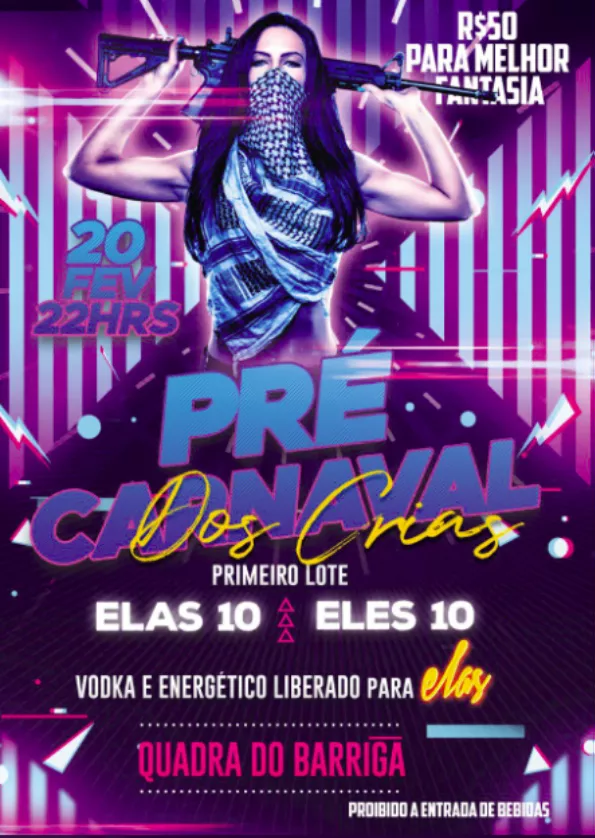 R$50
PARA MELHOR
FANTASIA
20
FEV
22HRS
PRÉ
CARNAVAL
Dos Crias
PRIMEIRO LOTE
ELAS 10 ELES 10
VODKA E ENERGÉTICO LIBERADO PARA elas
QUADRA DO BARRIGA
PROIBIDO A ENTRADA DE BEBIDAS